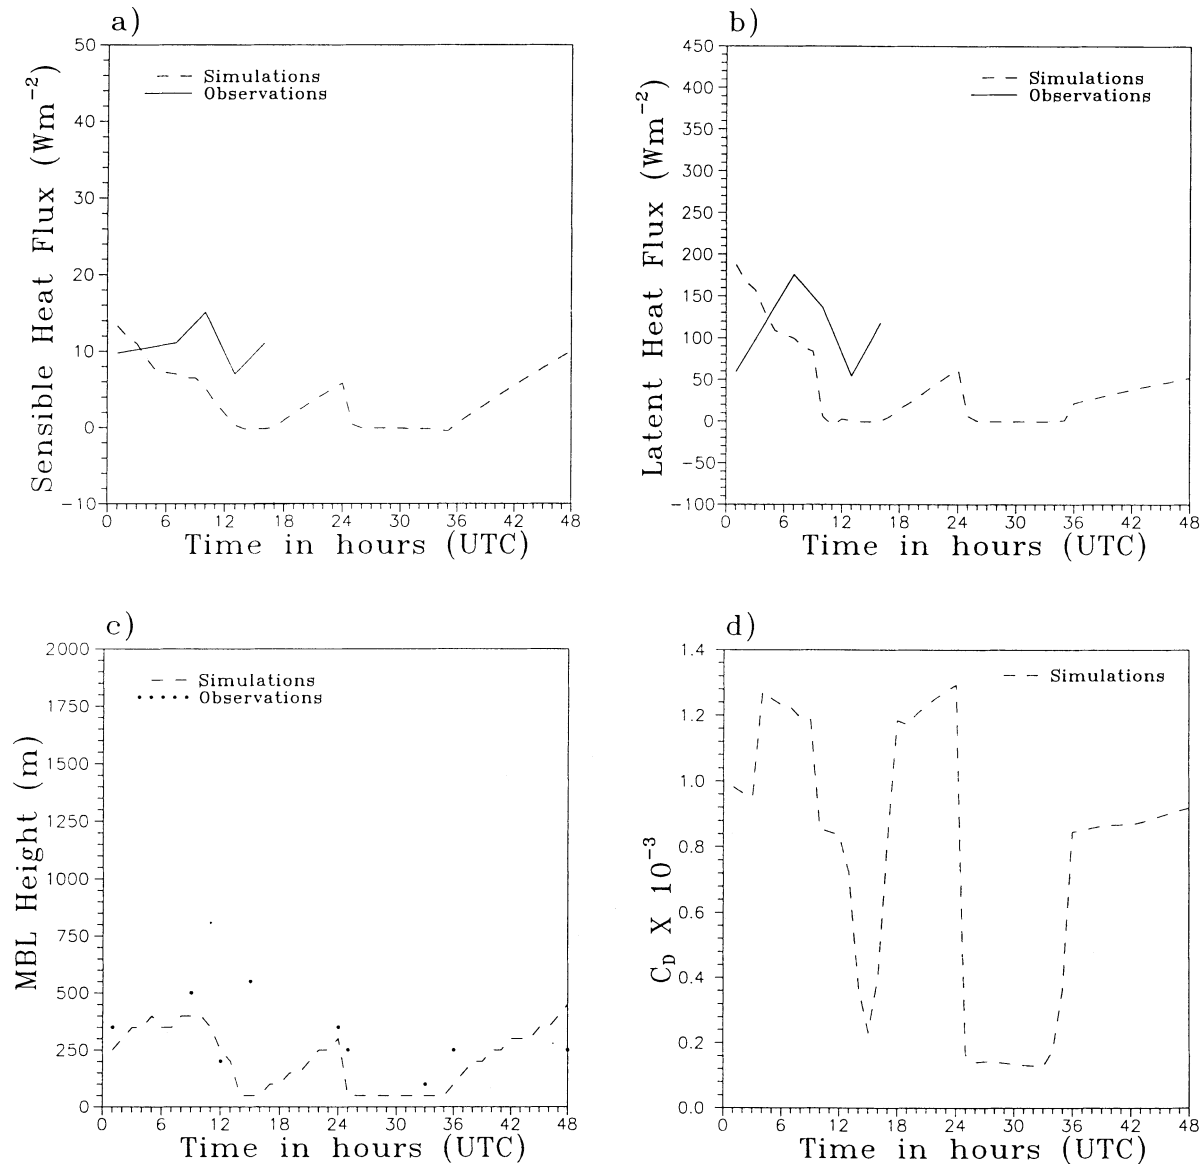 a)
50
40
30
20
10
0
-10
Sensible Heat Flux (Wm⁻²)
Simulations
Observations
0 6 12 18 24 30 36 42 48
Time in hours (UTC)
b)
450
400
350
300
250
200
150
100
50
0
-50
-100
Latent Heat Flux (Wm⁻²)
Simulations
Observations
0 6 12 18 24 30 36 42 48
Time in hours (UTC)
c)
2000
1750
1500
1250
1000
750
500
250
0
MBL Height (m)
Simulations
Observations
0 6 12 18 24 30 36 42 48
Time in hours (UTC)
d)
1.4
1.2
1.0
0.8
0.6
0.4
0.2
0.0
C_D X 10⁻³
Simulations
0 6 12 18 24 30 36 42 48
Time in hours (UTC)